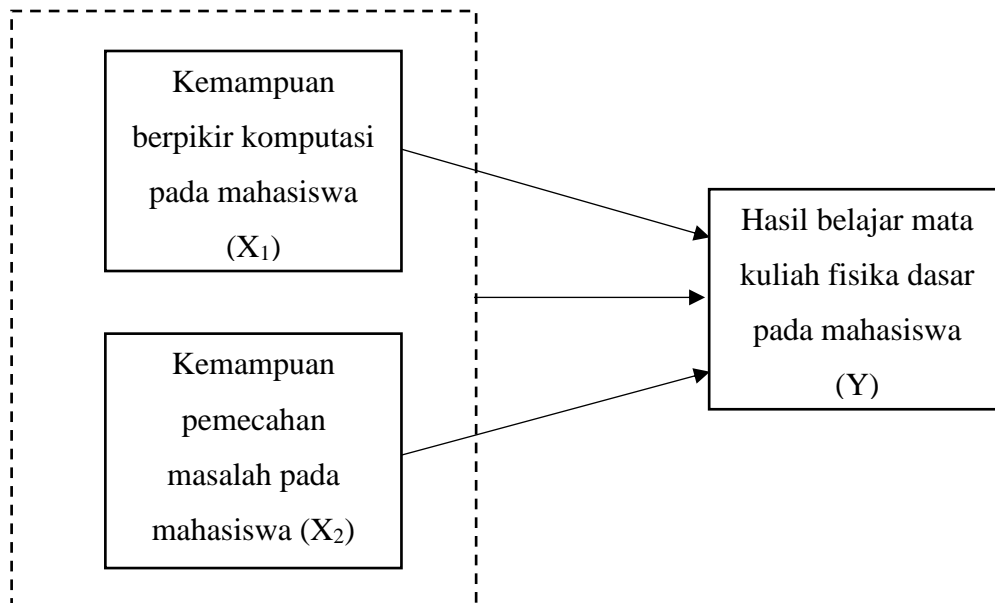 Kemampuan
berpikir komputasi
pada mahasiswa
(X₁)
Kemampuan
pemecahan
masalah pada
mahasiswa (X₂)
Hasil belajar mata
kuliah fisika dasar
pada mahasiswa
(Y)